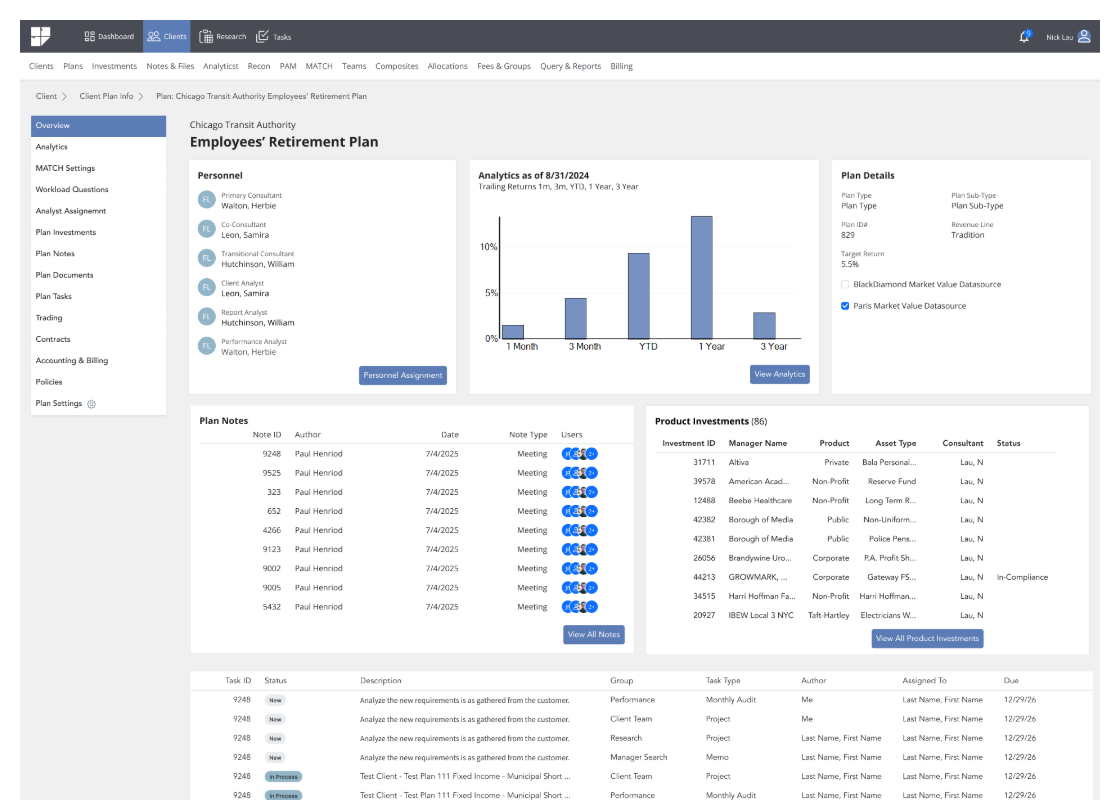 Dashboard Clients Research Tasks 9 Nick Lau
Clients Plans Investments Notes & Files Analyticst Recon PAM MATCH Teams Composites Allocations Fees & Groups Query & Reports Billing
Client Client Plan Info Plan: Chicago Transit Authority Employees' Retirement Plan
Overview
Analytics
MATCH Settings
Workload Questions
Analyst Assignemnt
Plan Investments
Plan Notes
Plan Documents
Plan Tasks
Trading
Contracts
Accounting & Billing
Policies
Plan Settings
Chicago Transit Authority
Employees' Retirement Plan
Personnel
FL Primary Consultant
Walton, Herbie
FL Co-Consultant
Leon, Samira
FL Transitional Consultant
Hutchinson, William
FL Client Analyst
Leon, Samira
FL Report Analyst
Hutchinson, William
FL Performance Analyst
Walton, Herbie
Personnel Assignment
Analytics as of 8/31/2024
Trailing Returns 1m, 3m, YTD, 1 Year, 3 Year
10%
5%
0%
1 Month 3 Month YTD 1 Year 3 Year
View Analytics
Plan Details
Plan Type Plan Sub-Type
Plan Type Plan Sub-Type
Plan ID# Revenue Line
829 Tradition
Target Return
5.5%
BlackDiamond Market Value Datasource
Paris Market Value Datasource
Plan Notes
Note ID Author Date Note Type Users
9248 Paul Henriod 7/4/2025 Meeting 2+
9525 Paul Henriod 7/4/2025 Meeting 2+
323 Paul Henriod 7/4/2025 Meeting 2+
652 Paul Henriod 7/4/2025 Meeting 2+
4266 Paul Henriod 7/4/2025 Meeting 2+
9123 Paul Henriod 7/4/2025 Meeting 2+
9002 Paul Henriod 7/4/2025 Meeting 2+
9005 Paul Henriod 7/4/2025 Meeting 2+
5432 Paul Henriod 7/4/2025 Meeting 2+
View All Notes
Product Investments (86)
Investment ID Manager Name Product Asset Type Consultant Status
31711 Altiva Private Bala Personal... Lau, N
39578 American Acad... Non-Profit Reserve Fund Lau, N
12488 Beebe Healthcare Non-Profit Long Term R... Lau, N
42382 Borough of Media Public Non-Uniform... Lau, N
42381 Borough of Media Public Police Pens... Lau, N
26056 Brandywine Uro... Corporate P.A. Profit Sh... Lau, N
44213 GROWMARK, ... Corporate Gateway FS... Lau, N In-Compliance
34515 Harri Hoffman Fa... Non-Profit Harri Hoffman... Lau, N
20927 IBEW Local 3 NYC Taft-Hartley Electricians W... Lau, N
View All Product Investments
Task ID Status Description Group Task Type Author Assigned To Due
9248 New Analyze the new requirements is as gathered from the customer. Performance Monthly Audit Me Last Name, First Name 12/29/26
9248 New Analyze the new requirements is as gathered from the customer. Client Team Project Me Last Name, First Name 12/29/26
9248 New Analyze the new requirements is as gathered from the customer. Research Project Last Name, First Name Last Name, First Name 12/29/26
9248 New Analyze the new requirements is as gathered from the customer. Manager Search Memo Last Name, First Name Last Name, First Name 12/29/26
9248 In Process Test Client - Test Plan 111 Fixed Income - Municipal Short ... Client Team Project Last Name, First Name Last Name, First Name 12/29/26
9248 In Process Test Client - Test Plan 111 Fixed Income - Municipal Short ... Performance Monthly Audit Last Name, First Name Last Name, First Name 12/29/26